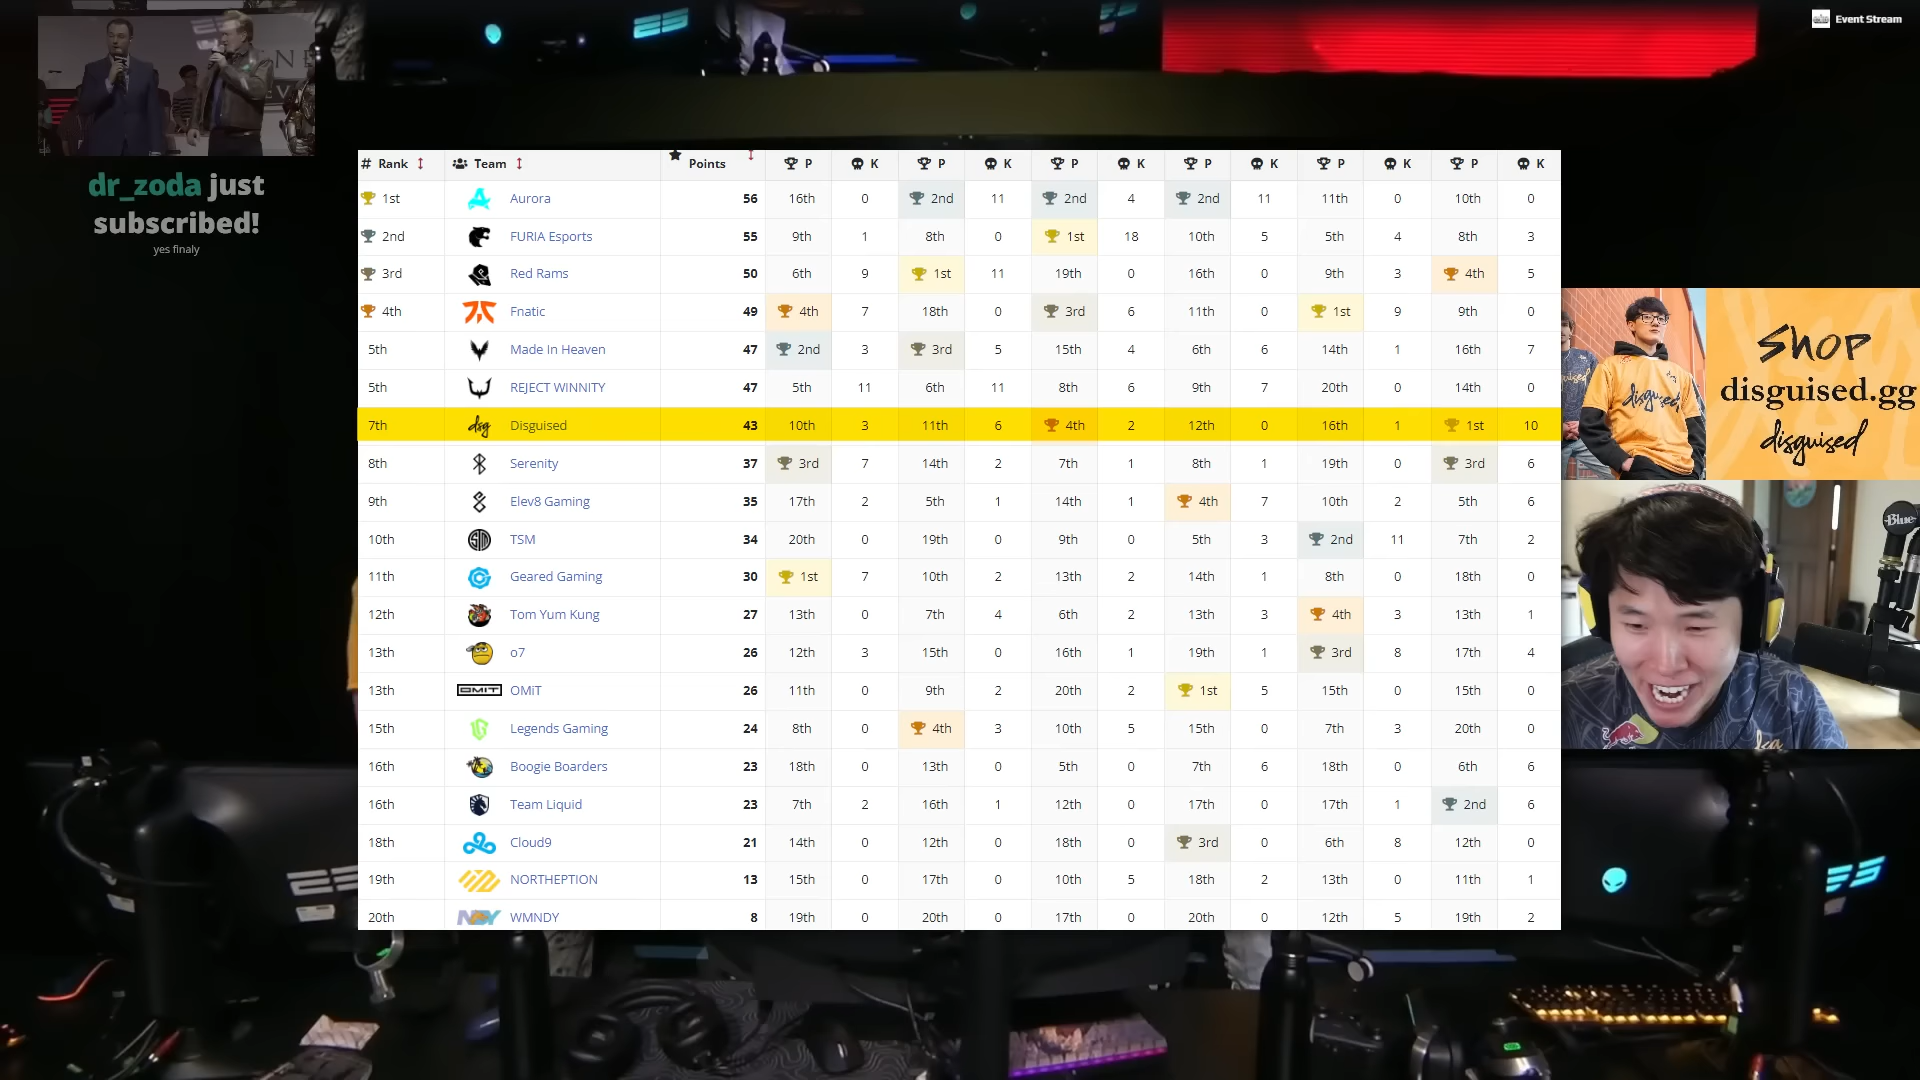 Event Stream
dr_zoda just
subscribed!
yes finaly
# Rank Team Points P K P K P K P K P K P K
1st Aurora 56 16th 0 2nd 11 2nd 4 2nd 11 11th 0 10th 0
2nd FURIA Esports 55 9th 1 8th 0 1st 18 10th 5 5th 4 8th 3
3rd Red Rams 50 6th 9 1st 11 19th 0 16th 0 9th 3 4th 5
4th Fnatic 49 4th 7 18th 0 3rd 6 11th 0 1st 9 9th 0
5th Made In Heaven 47 2nd 3 3rd 5 15th 4 6th 6 14th 1 16th 7
5th REJECT WINNITY 47 5th 11 6th 11 8th 6 9th 7 20th 0 14th 0
7th dsg Disguised 43 10th 3 11th 6 4th 2 12th 0 16th 1 1st 10
8th Serenity 37 3rd 7 14th 2 7th 1 8th 1 19th 0 3rd 6
9th Elev8 Gaming 35 17th 2 5th 1 14th 1 4th 7 10th 2 5th 6
10th TSM 34 20th 0 19th 0 9th 0 5th 3 2nd 11 7th 2
11th Geared Gaming 30 1st 7 10th 2 13th 2 14th 1 8th 0 18th 0
12th Tom Yum Kung 27 13th 0 7th 4 6th 2 13th 3 4th 3 13th 1
13th o7 26 12th 3 15th 0 16th 1 19th 1 3rd 8 17th 4
13th OMIT OMiT 26 11th 0 9th 2 20th 2 1st 5 15th 0 15th 0
15th Legends Gaming 24 8th 0 4th 3 10th 5 15th 0 7th 3 20th 0
16th Boogie Boarders 23 18th 0 13th 0 5th 0 7th 6 18th 0 6th 6
16th Team Liquid 23 7th 2 16th 1 12th 0 17th 0 17th 1 2nd 6
18th Cloud9 21 14th 0 12th 0 18th 0 3rd 0 6th 8 12th 0
19th NORTHEPTION 13 15th 0 17th 0 10th 5 18th 2 13th 0 11th 1
20th WMNDY 8 19th 0 20th 0 17th 0 20th 0 12th 5 19th 2
SHOP
disguised.gg
disguised
disguised
Blue